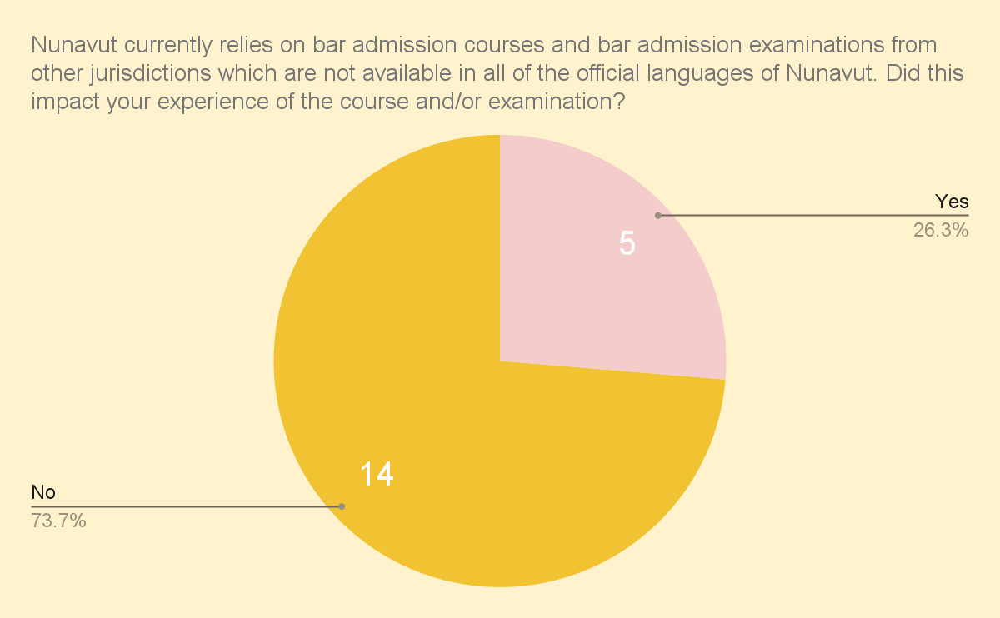 Nunavut currently relies on bar admission courses and bar admission examinations from
other jurisdictions which are not available in all of the official languages of Nunavut. Did this
impact your experience of the course and/or examination?
Yes
26.3%
5
14
No
73.7%